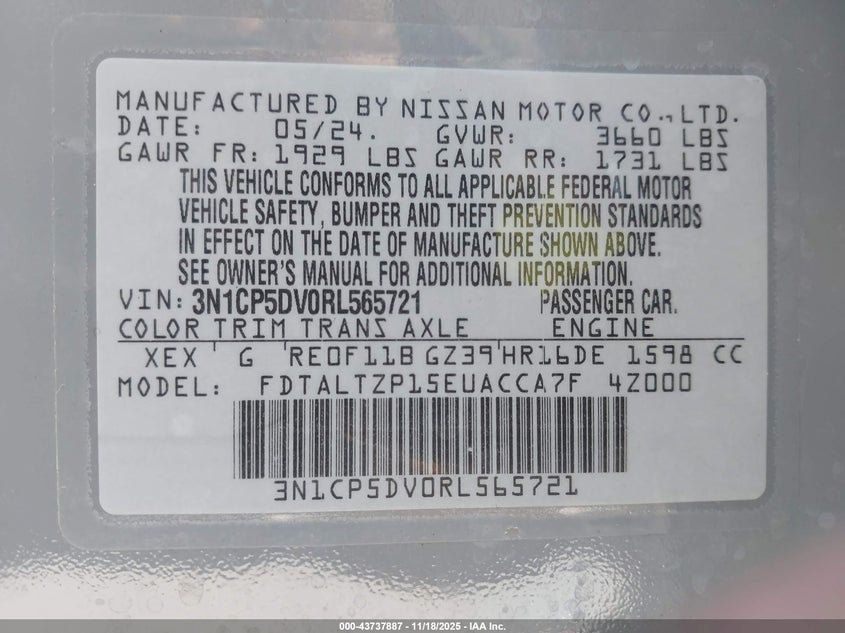 MANUFACTURED BY NISSAN MOTOR CO.,LTD.
DATE: 05/24. GVWR: 3660 LBS
GAWR FR: 1929 LBS GAWR RR: 1731 LBS
THIS VEHICLE CONFORMS TO ALL APPLICABLE FEDERAL MOTOR
VEHICLE SAFETY, BUMPER AND THEFT PREVENTION STANDARDS
IN EFFECT ON THE DATE OF MANUFACTURE SHOWN ABOVE.
SEE OWNER'S MANUAL FOR ADDITIONAL INFORMATION.
VIN: 3N1CP5DV0RL565721 PASSENGER CAR.
COLOR TRIM TRANS AXLE ENGINE
XEX G RE0F11B GZ39 HR16DE 1598 CC
MODEL: FDTALTZP15EUACCA7F 4Z000
3N1CP5DV0RL565721
000-43737887 - 11/18/2025 - IAA Inc.